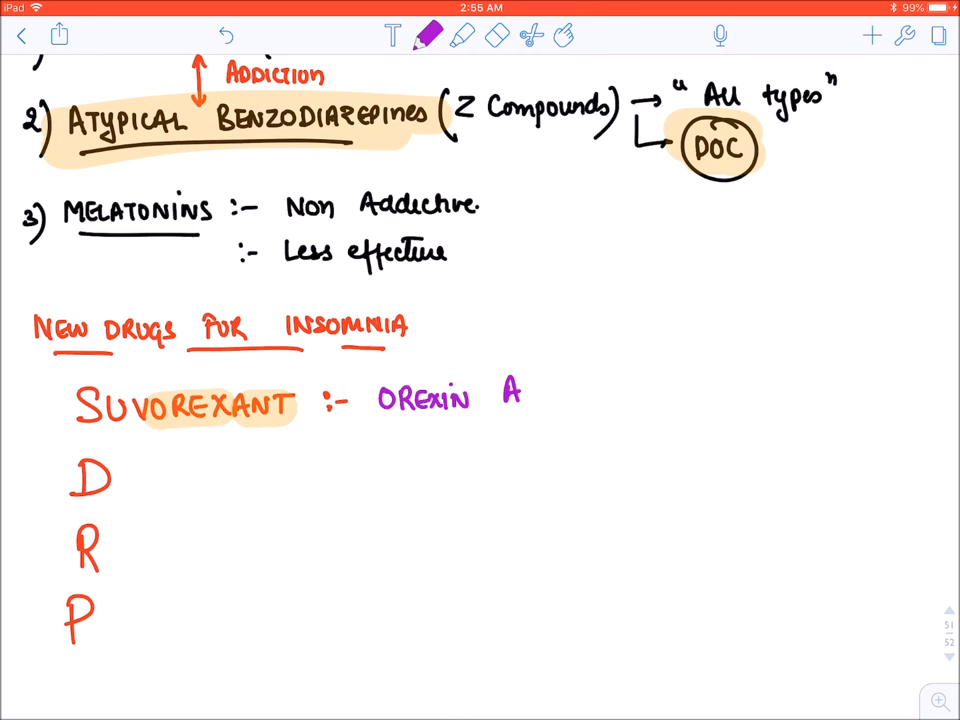 iPad 2:55 AM 99%
T
) ADDICTION
2) ATYPICAL BENZODIAZEPINES (Z Compounds) → "All types"
DOC
3) MELATONINS :- Non Addictive.
:- Less effective
NEW DRUGS FOR INSOMNIA
SUVOREXANT :- OREXIN A
D
R
P
51
52